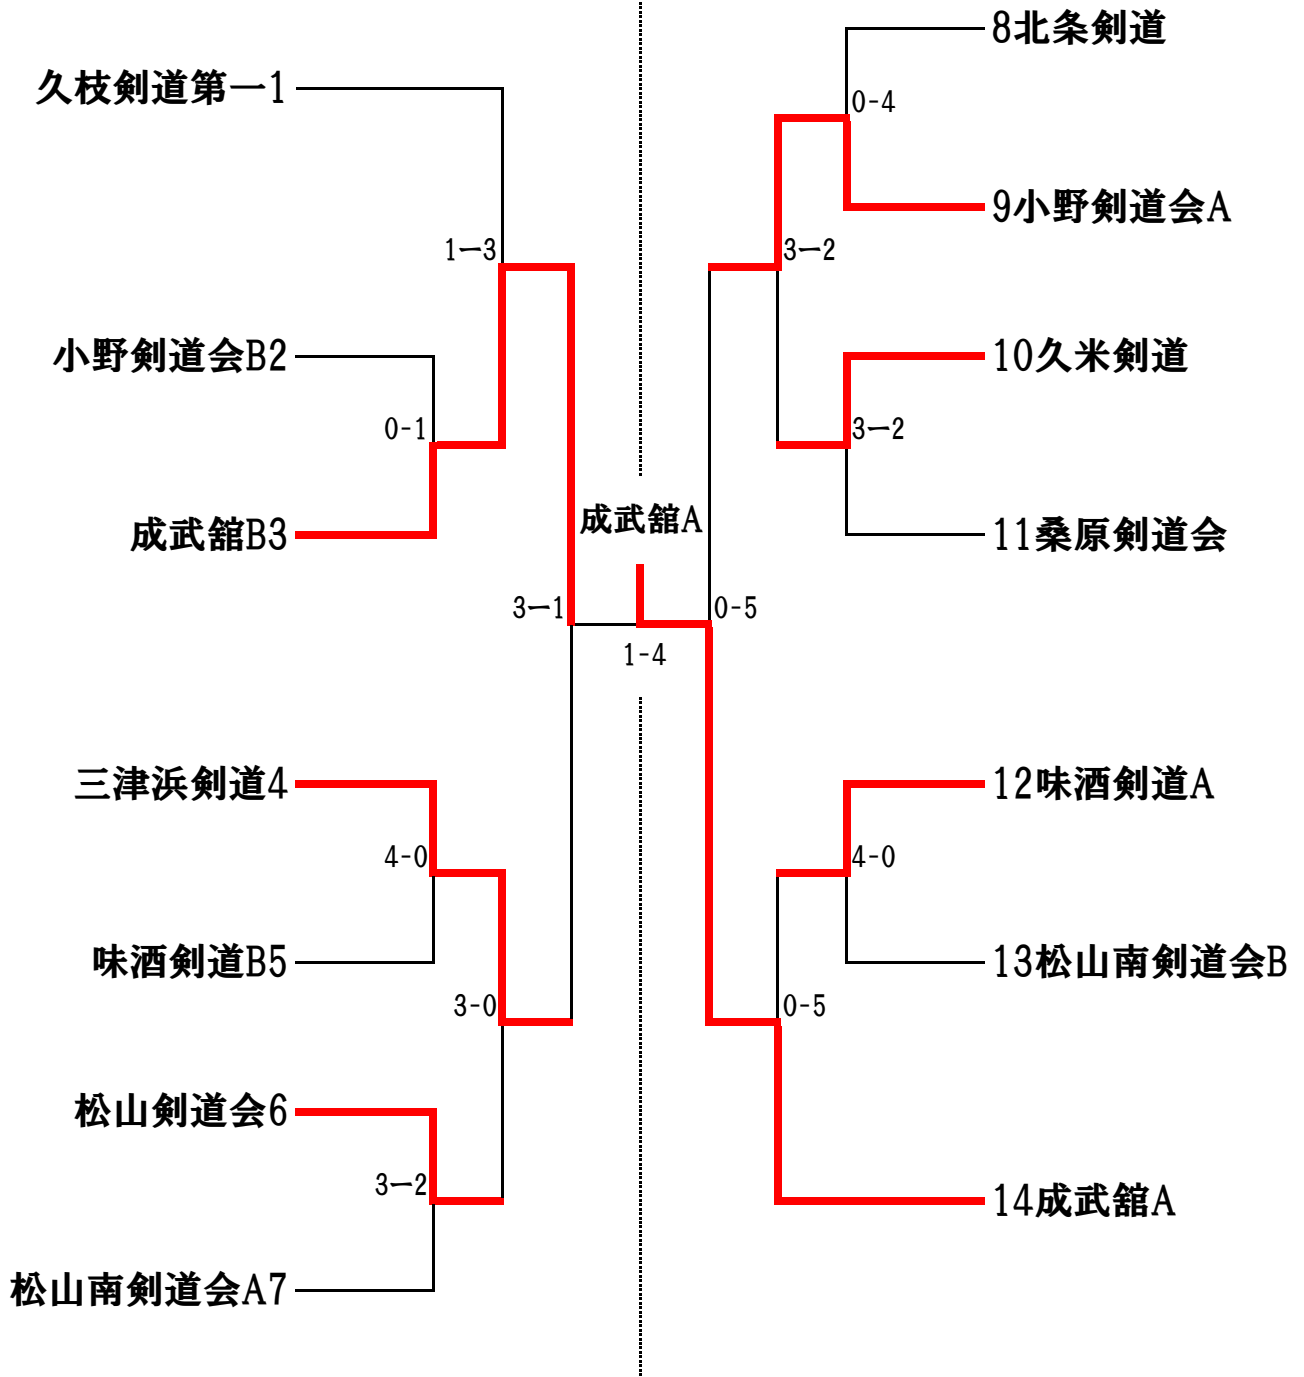 8北条剣道
久枝剣道第一1
0-4
9小野剣道会A
1ー3
3ー2
小野剣道会B2
10久米剣道
0-1
3ー2
成武舘B3
成武舘A
11桑原剣道会
3ー1
0-5
1-4
三津浜剣道4
12味酒剣道A
4-0
4-0
味酒剣道B5
13松山南剣道会B
3-0
0-5
松山剣道会6
3ー2
14成武舘A
松山南剣道会A7